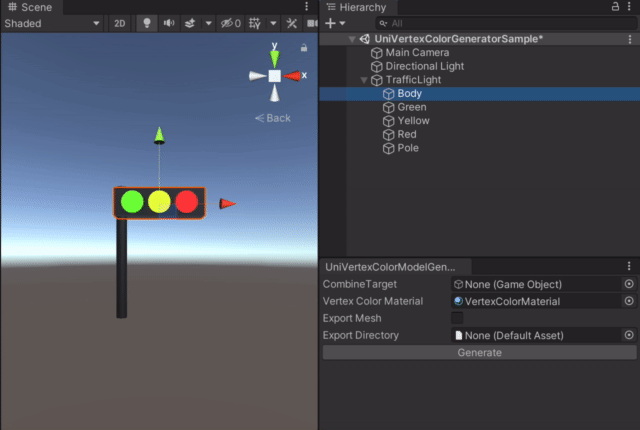 Scene
Shaded
2D
0
y
x
Back
Hierarchy
All
UniVertexColorGeneratorSample*
Main Camera
Directional Light
TrafficLight
Body
Green
Yellow
Red
Pole
UniVertexColorModelGen...
CombineTarget None (Game Object)
Vertex Color Material VertexColorMaterial
Export Mesh
Export Directory None (Default Asset)
Generate